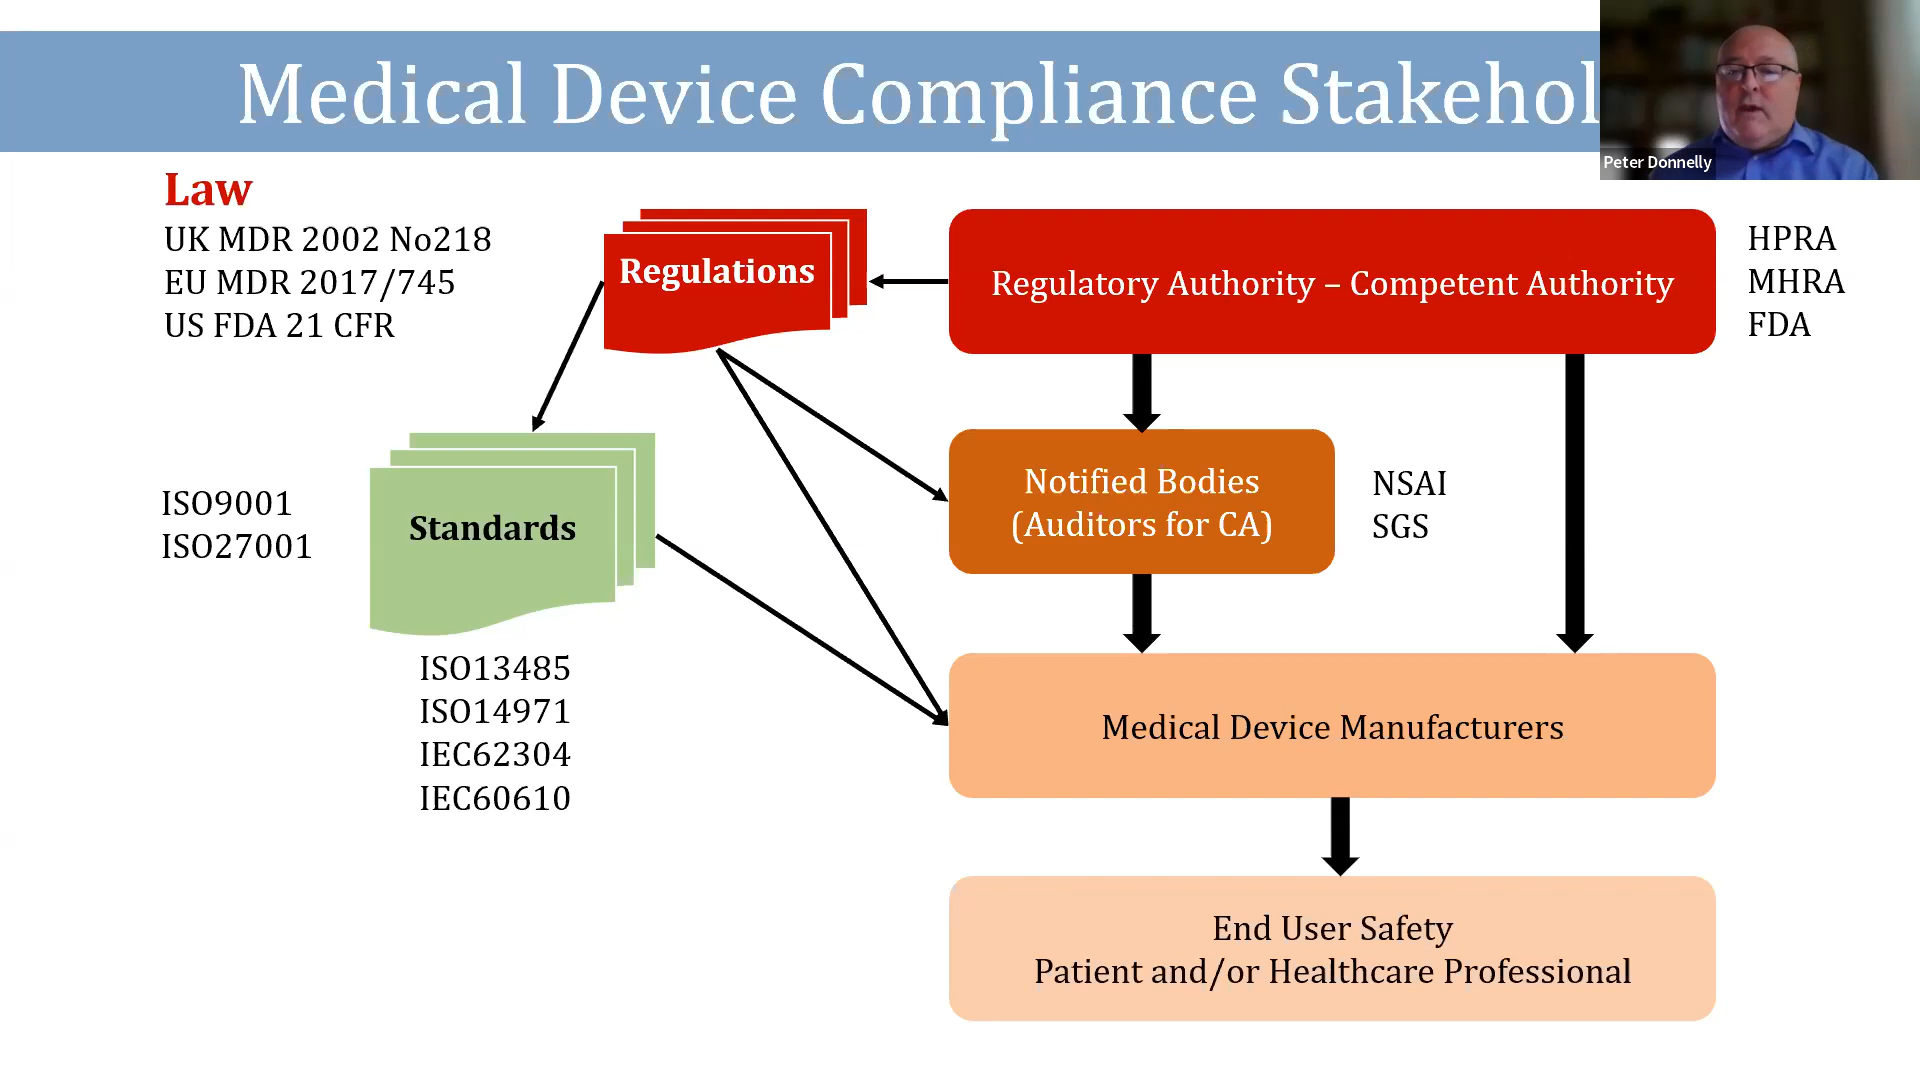 Medical Device Compliance Stakehol
Peter Donnelly
Law
UK MDR 2002 No218
EU MDR 2017/745
US FDA 21 CFR
Regulations
Regulatory Authority – Competent Authority
HPRA
MHRA
FDA
ISO9001
ISO27001
Standards
Notified Bodies
(Auditors for CA)
NSAI
SGS
ISO13485
ISO14971
IEC62304
IEC60610
Medical Device Manufacturers
End User Safety
Patient and/or Healthcare Professional